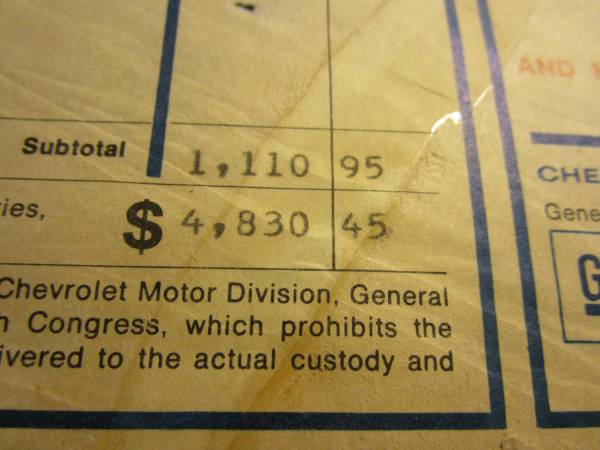 AND
Subtotal 1,110 95
CHE
ries, $ 4,830 45
Gene
G
Chevrolet Motor Division, General
h Congress, which prohibits the
ivered to the actual custody and